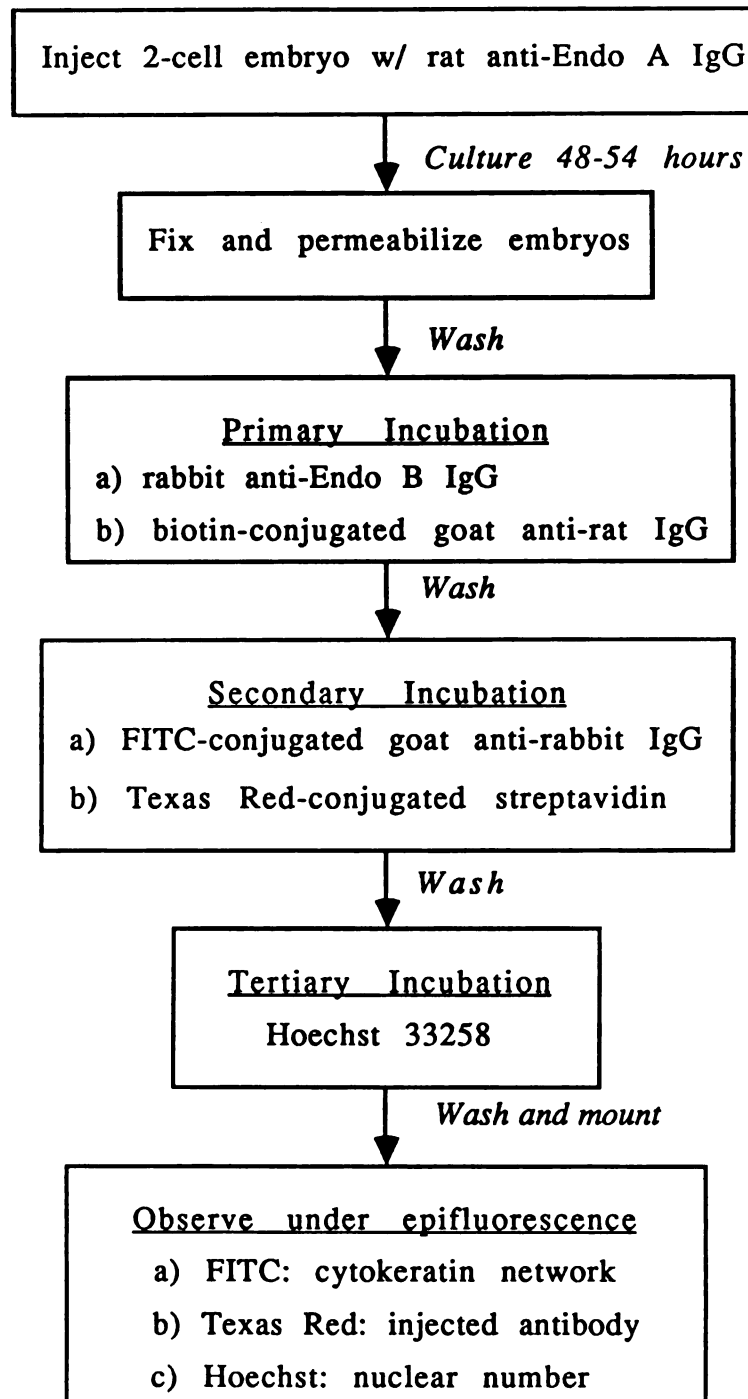 Inject 2-cell embryo w/ rat anti-Endo A IgG
Culture 48-54 hours
Fix and permeabilize embryos
Wash
Primary Incubation
a) rabbit anti-Endo B IgG
b) biotin-conjugated goat anti-rat IgG
Wash
Secondary Incubation
a) FITC-conjugated goat anti-rabbit IgG
b) Texas Red-conjugated streptavidin
Wash
Tertiary Incubation
Hoechst 33258
Wash and mount
Observe under epifluorescence
a) FITC: cytokeratin network
b) Texas Red: injected antibody
c) Hoechst: nuclear number